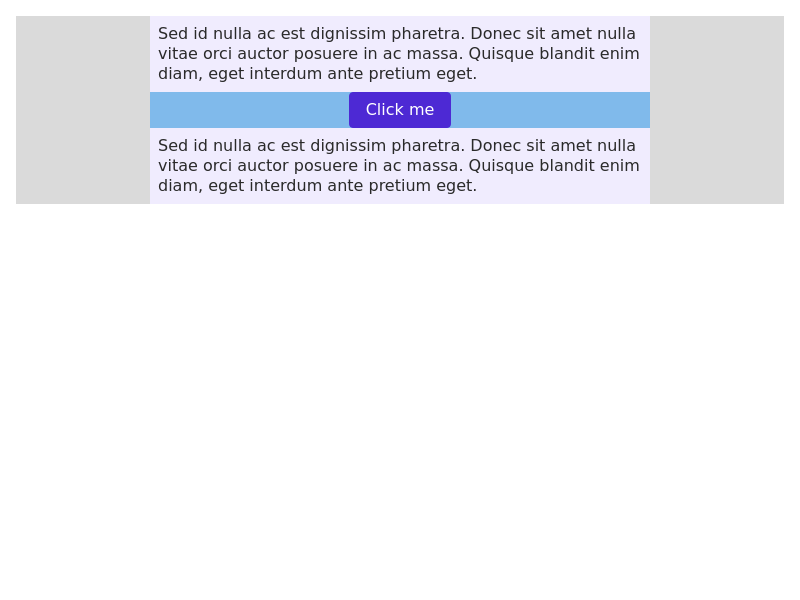 Sed id nulla ac est dignissim pharetra. Donec sit amet nulla
vitae orci auctor posuere in ac massa. Quisque blandit enim
diam, eget interdum ante pretium eget.
Click me
Sed id nulla ac est dignissim pharetra. Donec sit amet nulla
vitae orci auctor posuere in ac massa. Quisque blandit enim
diam, eget interdum ante pretium eget.